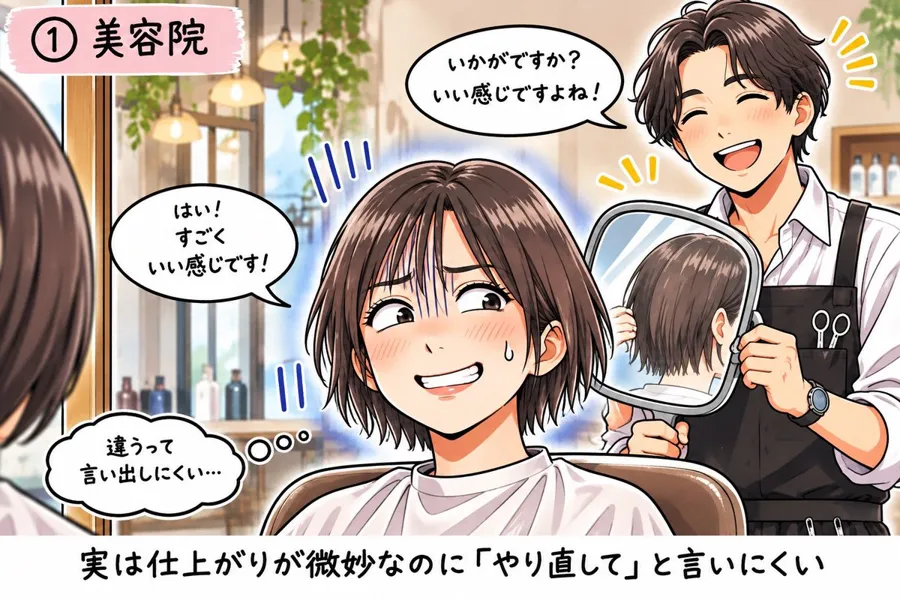 ① 美容院
いかがですか?
いい感じですよね!
はい!
すごく
いい感じです!
違うって
言い出しにくい…
実は仕上がりが微妙なのに「やり直して」と言いにくい